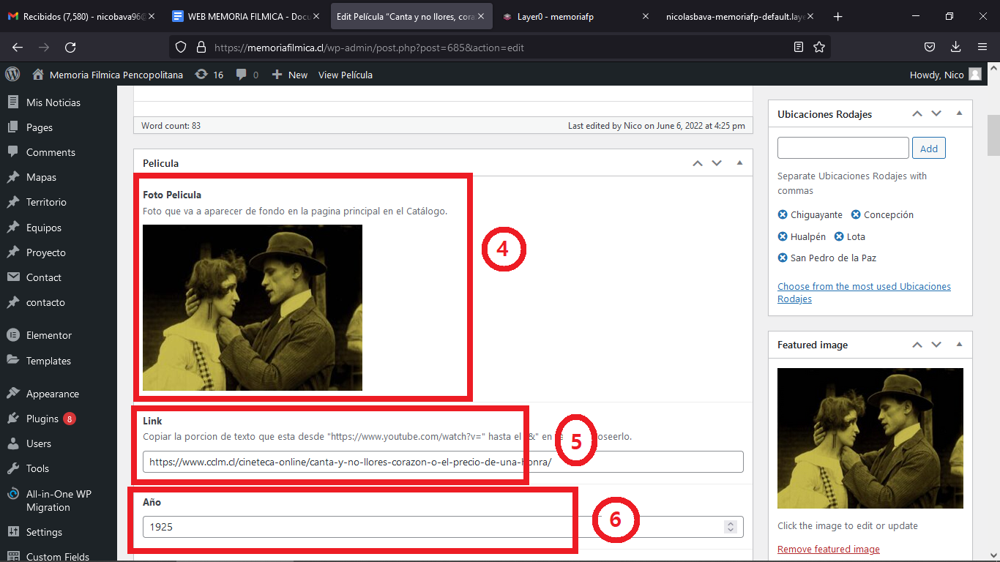 Recibidos (7,580) - nicobava96@
WEB MEMORIA FILMICA - Docu
Edit Película “Canta y no llores, cora
Layer0 - memoriafp
nicolasbava-memoriafp-default.laye
https://memoriafilmica.cl/wp-admin/post.php?post=685&action=edit
Memoria Filmica Pencopolitana
16
0
New
View Película
Howdy, Nico
Mis Noticias
Pages
Comments
Mapas
Territorio
Equipos
Proyecto
Contact
contacto
Elementor
Templates
Appearance
Plugins 8
Users
Tools
All-in-One WP
Migration
Settings
Custom Fields
Word count: 83
Last edited by Nico on June 6, 2022 at 4:25 pm
Pelicula
Foto Pelicula
Foto que va a aparecer de fondo en la pagina principal en el Catálogo.
4
Link
Copiar la porcion de texto que esta desde "https://www.youtube.com/watch?v=" hasta el &" en oseerlo.
5
https://www.cclm.cl/cineteca-online/canta-y-no-llores-corazon-o-el-precio-de-una-honra/
Año
1925
6
Ubicaciones Rodajes
Add
Separate Ubicaciones Rodajes with
commas
Chiguayante
Concepción
Hualpén
Lota
San Pedro de la Paz
Choose from the most used Ubicaciones
Rodajes
Featured image
Click the image to edit or update
Remove featured image